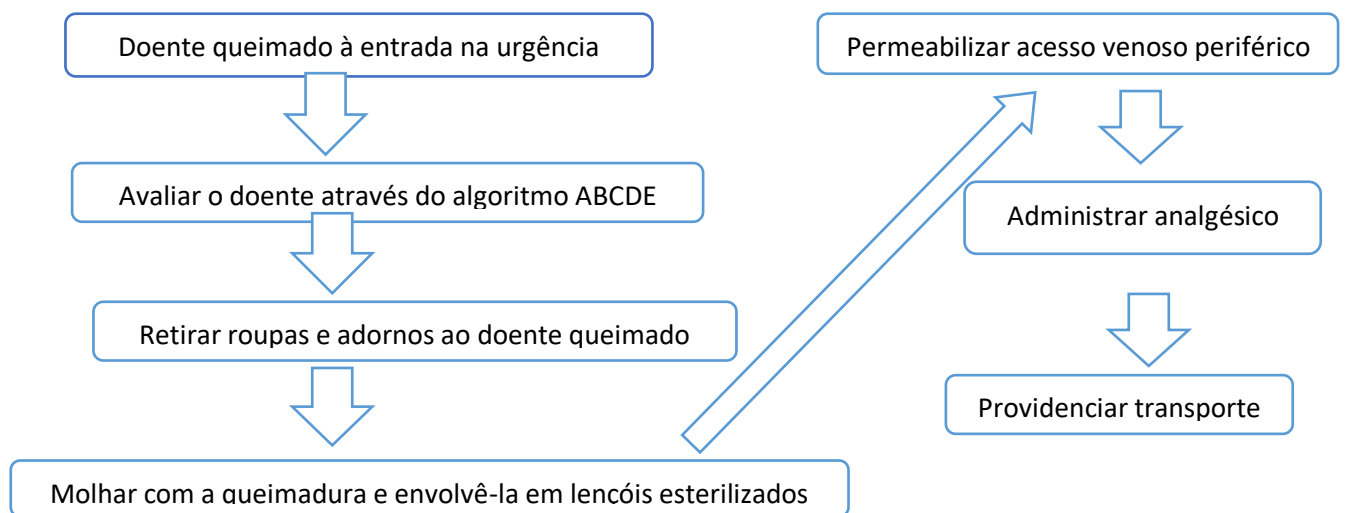 Doente queimado à entrada na urgência
Avaliar o doente através do algoritmo ABCDE
Retirar roupas e adornos ao doente queimado
Molhar com a queimadura e envolvê-la em lençóis esterilizados
Permeabilizar acesso venoso periférico
Administrar analgésico
Providenciar transporte